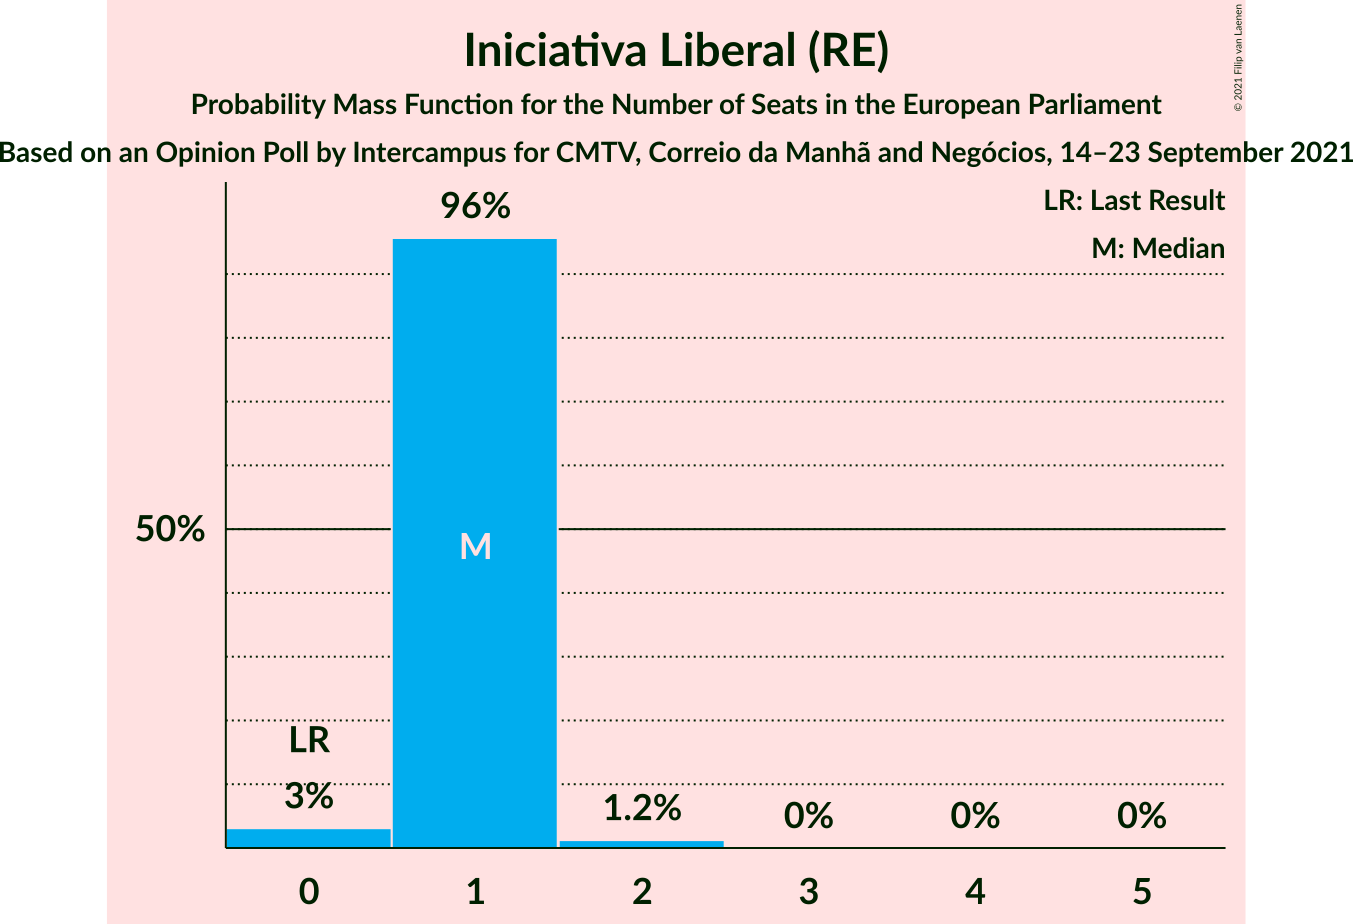 Iniciativa Liberal (RE)
Probability Mass Function for the Number of Seats in the European Parliament
Based on an Opinion Poll by Intercampus for CMTV, Correio da Manhã and Negócios, 14–23 September 2021
© 2021 Filip van Laenen
LR: Last Result
M: Median
96%
50%
M
LR
3%
1.2%
0%
0%
0%
0
1
2
3
4
5